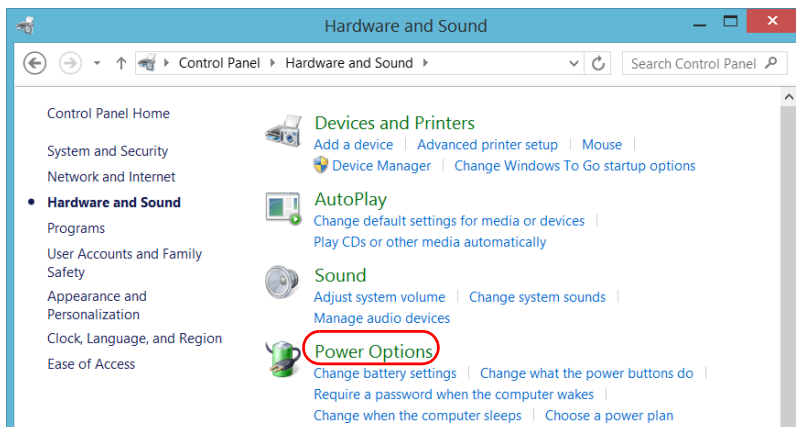 Hardware and Sound
Control Panel Hardware and Sound
Search Control Panel
Control Panel Home
System and Security
Network and Internet
Hardware and Sound
Programs
User Accounts and Family
Safety
Appearance and
Personalization
Clock, Language, and Region
Ease of Access
Devices and Printers
Add a device Advanced printer setup Mouse
Device Manager Change Windows To Go startup options
AutoPlay
Change default settings for media or devices
Play CDs or other media automatically
Sound
Adjust system volume Change system sounds
Manage audio devices
Power Options
Change battery settings Change what the power buttons do
Require a password when the computer wakes
Change when the computer sleeps Choose a power plan